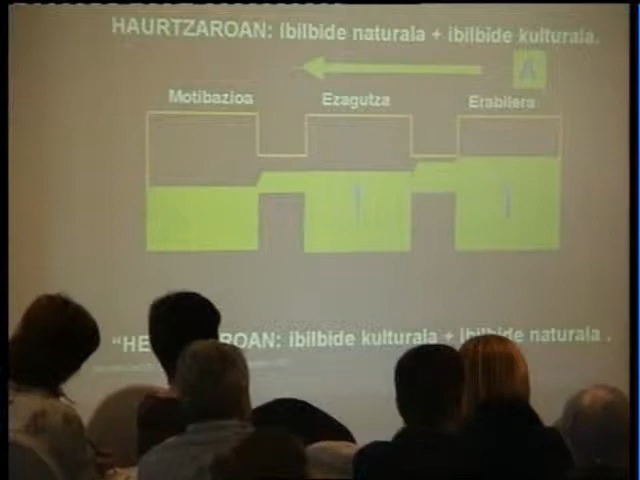 HAURTZAROAN: Ibilbide naturala + ibilbide kulturala.
A
Motibazioa Ezagutza Erabilera
ROAN: ibilbide kulturala + ibilbide naturala .